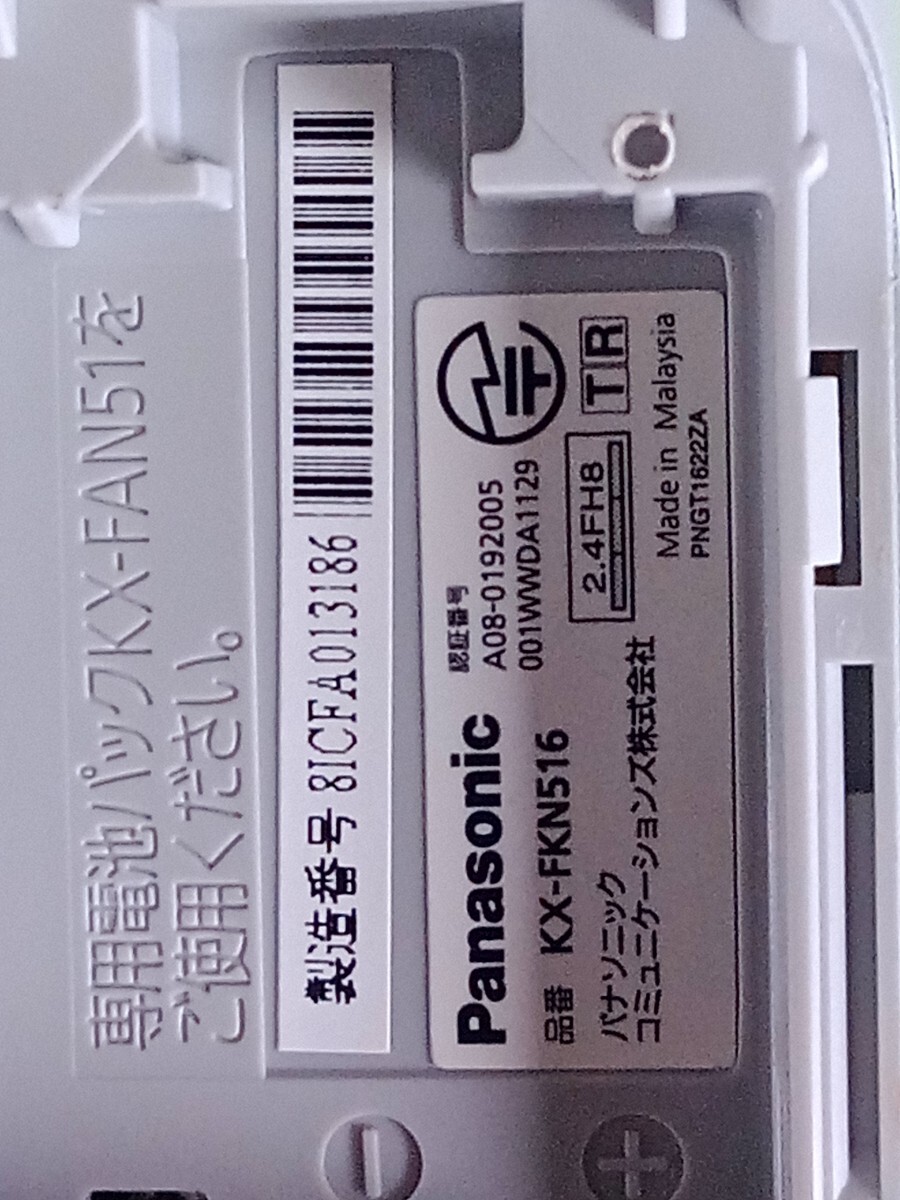 専用電池パックKX-FAN51を
ご使用ください。
製造番号 8ICFA013186
Panasonic
品番 KX-FKN516
パナソニック
コミュニケーションズ株式会社
認証番号
A08-0192005
001WWDA1129
2.4FH8
T R
Made in Malaysia
PNGT1622ZA